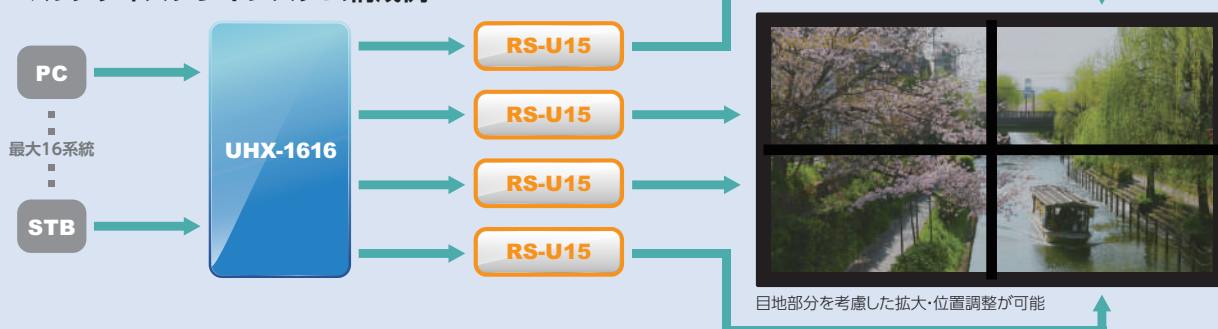 PC
最大16系統
STB
UHX-1616
RS-U15
RS-U15
RS-U15
RS-U15
目地部分を考慮した拡大・位置調整が可能